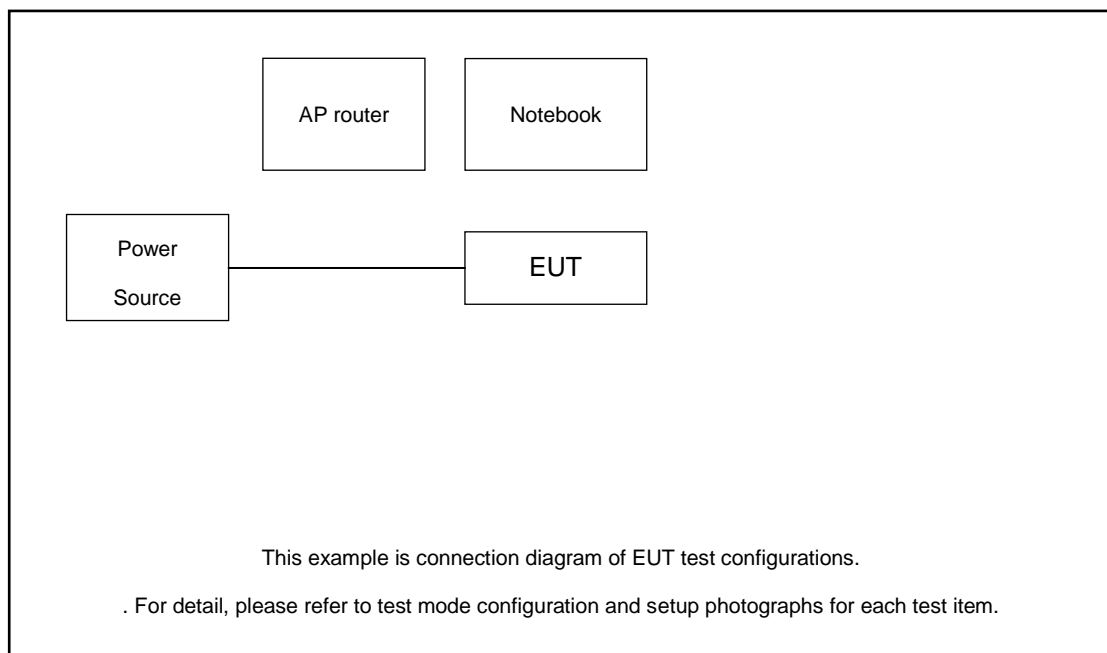 AP router
Notebook
Power
Source
EUT
This example is connection diagram of EUT test configurations.
. For detail, please refer to test mode configuration and setup photographs for each test item.